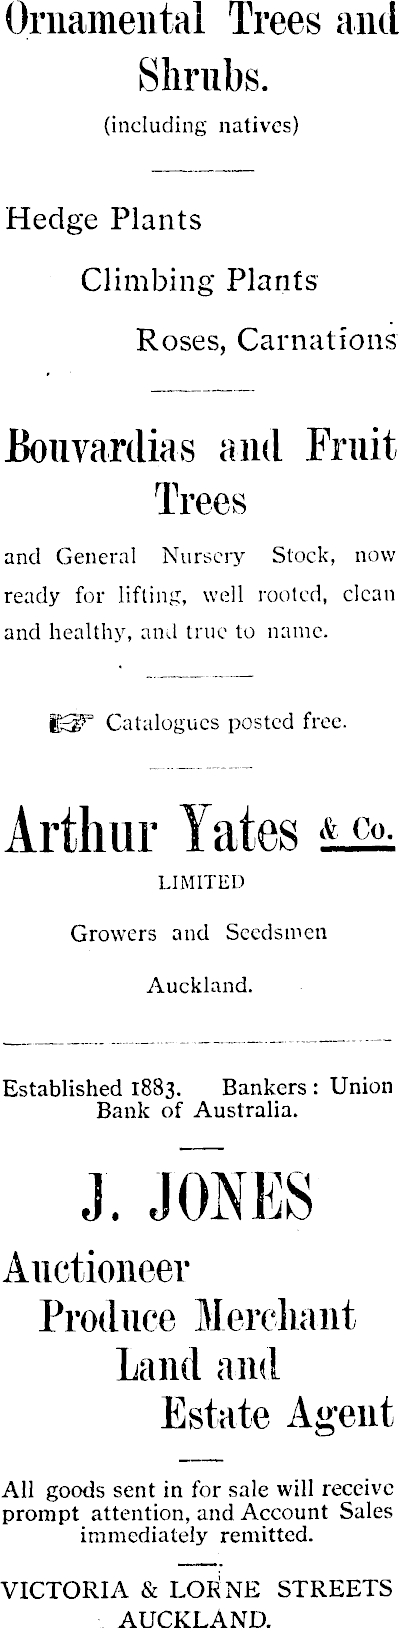 Ornamental Trees and
Shrubs.
(including natives)
Hedge Plants
Climbing Plants
Roses, Carnations
Bouvardias and Fruit
Trees
and General Nursery Stock, now
ready for lifting, well rooted, clean
and healthy, and true to name.
☞ Catalogues posted free.
Arthur Yates & Co.
LIMITED
Growers and Seedsmen
Auckland.
Established 1883. Bankers: Union
Bank of Australia.
J. JONES
Auctioneer
Produce Merchant
Land and
Estate Agent
All goods sent in for sale will receive
prompt attention, and Account Sales
immediately remitted.
VICTORIA & LORNE STREETS
AUCKLAND.